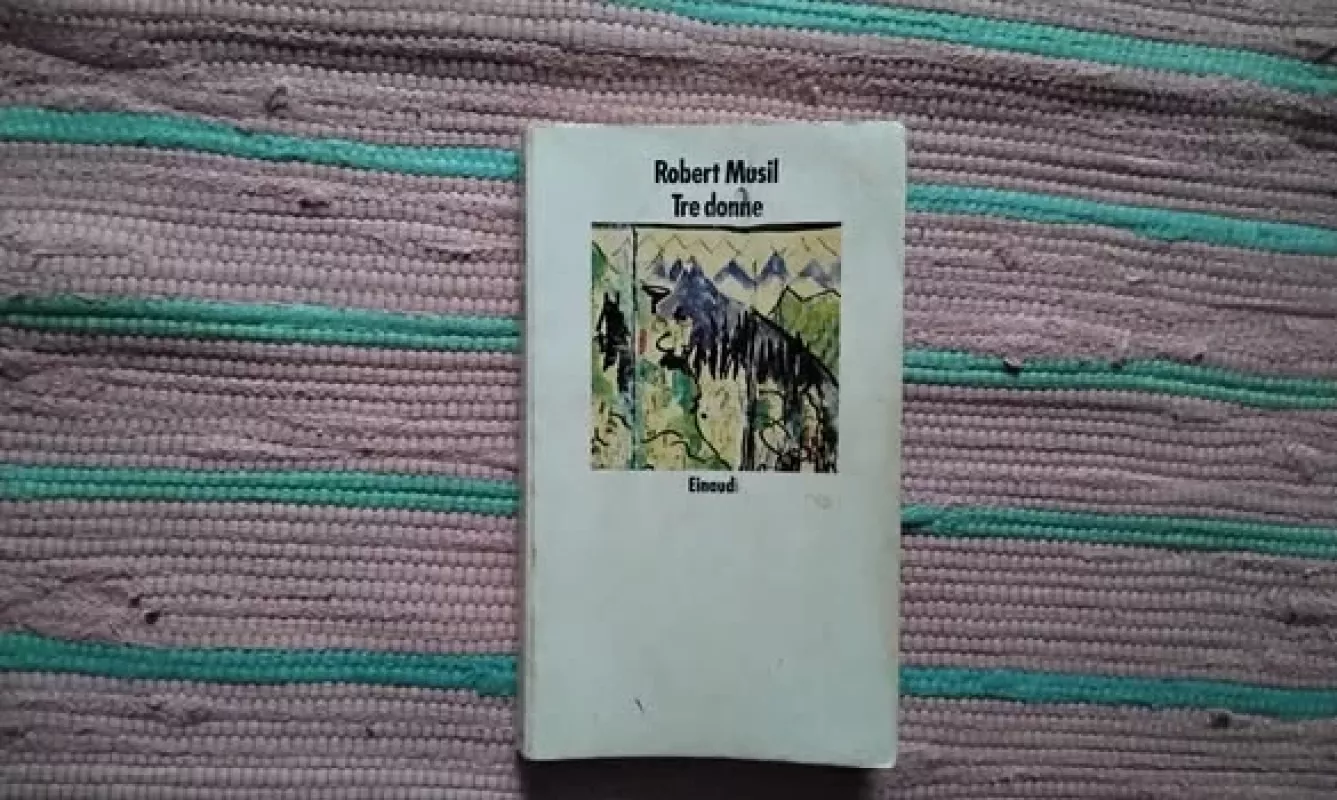 Robert Musil
Tre donne
Einaudi